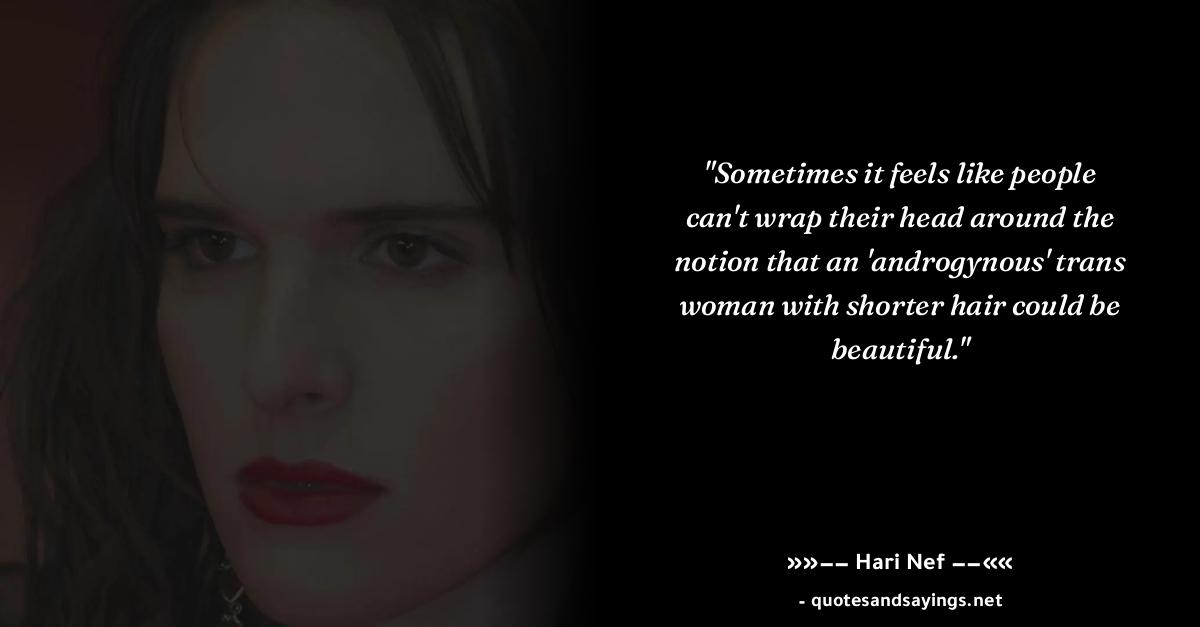 "Sometimes it feels like people
can't wrap their head around the
notion that an 'androgynous' trans
woman with shorter hair could be
beautiful."
»»−− Hari Nef −−««
- quotesandsayings.net